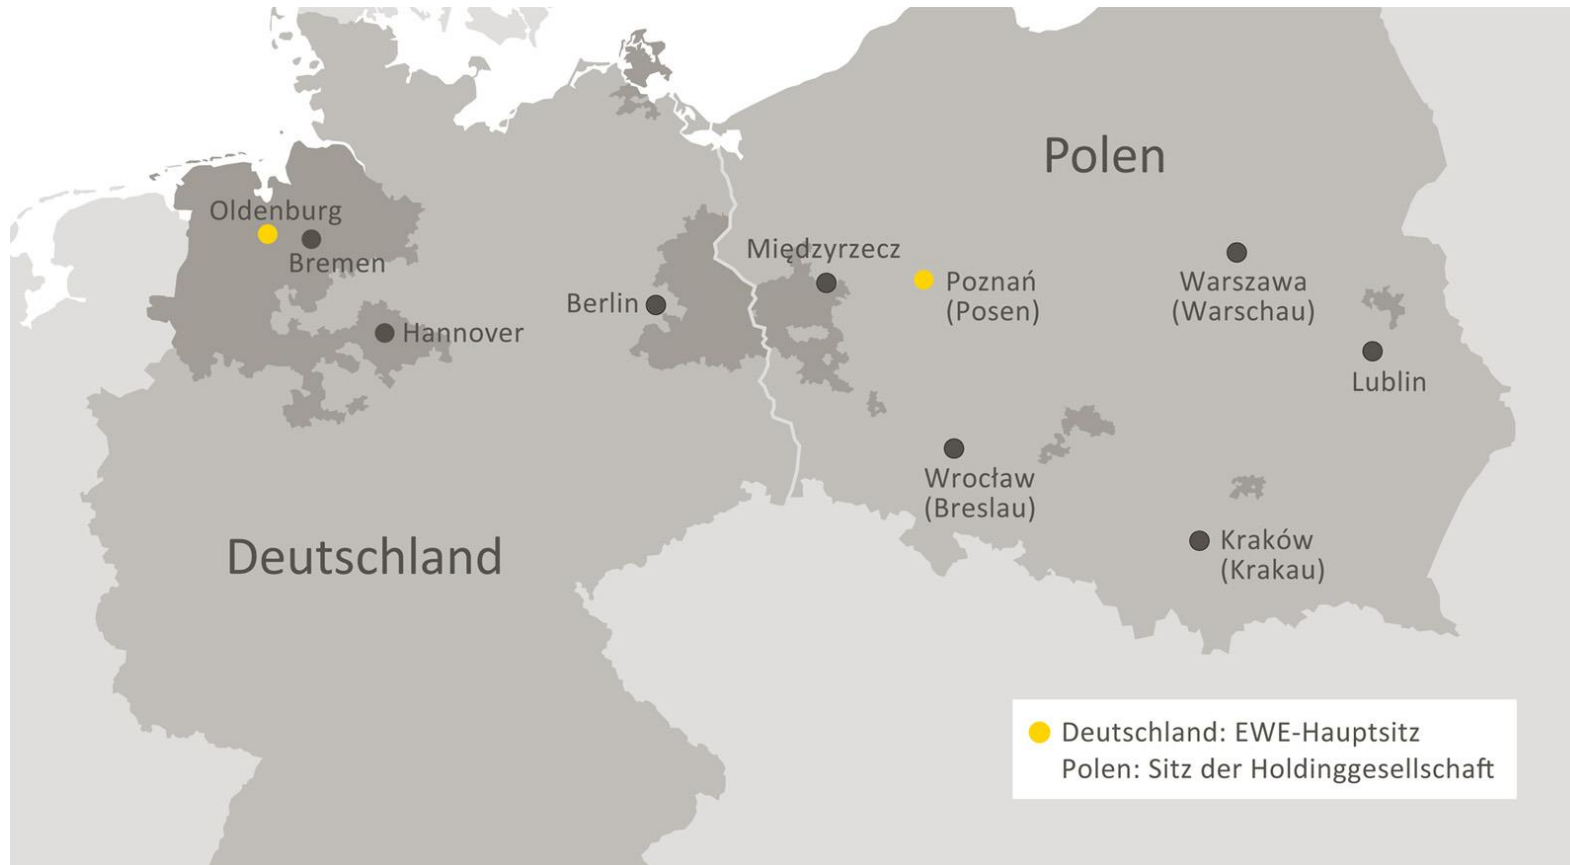 Polen
Oldenburg
Bremen
Hannover
Berlin
Międzyrzecz
Poznań
(Posen)
Warszawa
(Warschau)
Lublin
Wrocław
(Breslau)
Kraków
(Krakau)
Deutschland
Deutschland: EWE-Hauptsitz
Polen: Sitz der Holdinggesellschaft